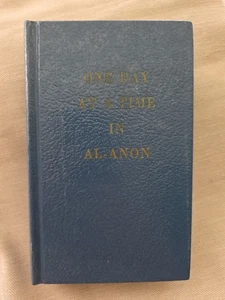 ONE DAY
AT A TIME
IN
AL-ANON